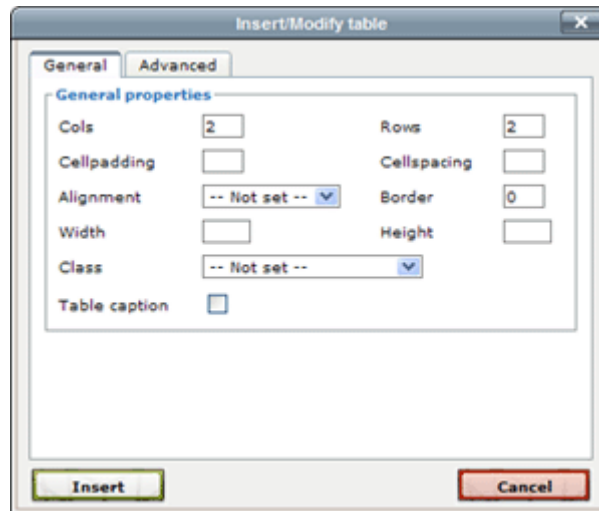 Insert/Modify table
General Advanced
General properties
Cols 2 Rows 2
Cellpadding Cellspacing
Alignment -- Not set -- Border 0
Width Height
Class -- Not set --
Table caption
Insert Cancel